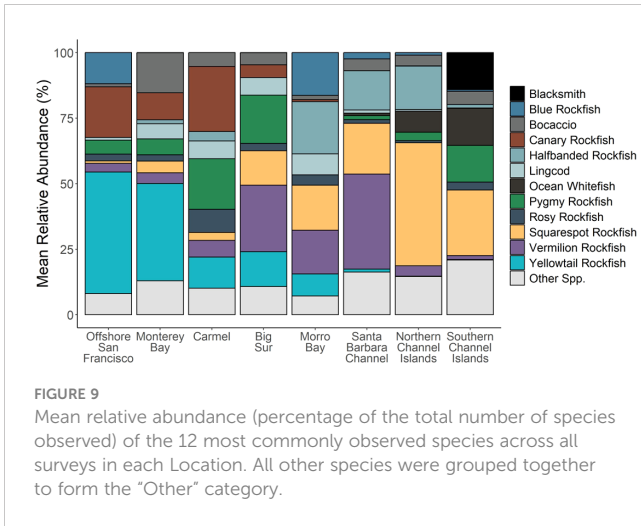 Mean Relative Abundance (%)
100
75
50
25
0
Offshore
San
Francisco
Monterey
Bay
Carmel
Big
Sur
Morro
Bay
Santa
Barbara
Channel
Northern
Channel
Islands
Southern
Channel
Islands
Blacksmith
Blue Rockfish
Bocaccio
Canary Rockfish
Halfbanded Rockfish
Lingcod
Ocean Whitefish
Pygmy Rockfish
Rosy Rockfish
Squarespot Rockfish
Vermilion Rockfish
Yellowtail Rockfish
Other Spp.
FIGURE 9
Mean relative abundance (percentage of the total number of species
observed) of the 12 most commonly observed species across all
surveys in each Location. All other species were grouped together
to form the “Other” category.